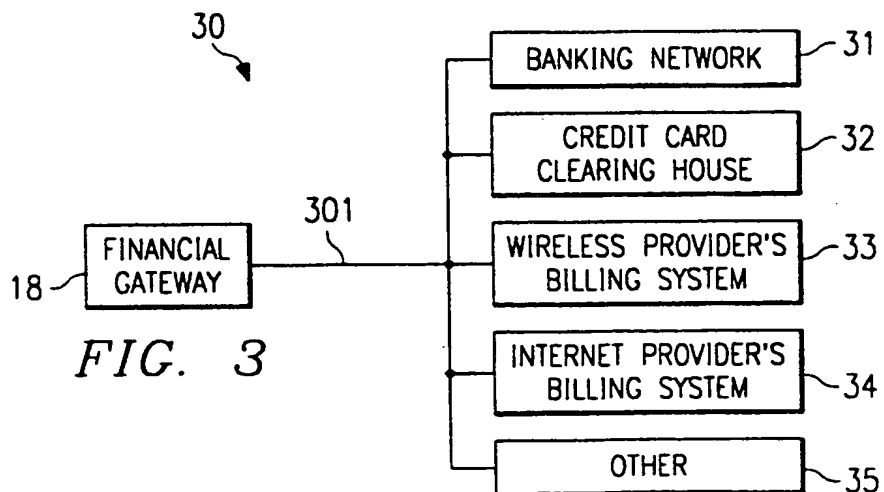 30
BANKING NETWORK
31
CREDIT CARD
CLEARING HOUSE
32
301
FINANCIAL
GATEWAY
18
WIRELESS PROVIDER'S
BILLING SYSTEM
33
FIG. 3
INTERNET PROVIDER'S
BILLING SYSTEM
34
OTHER
35